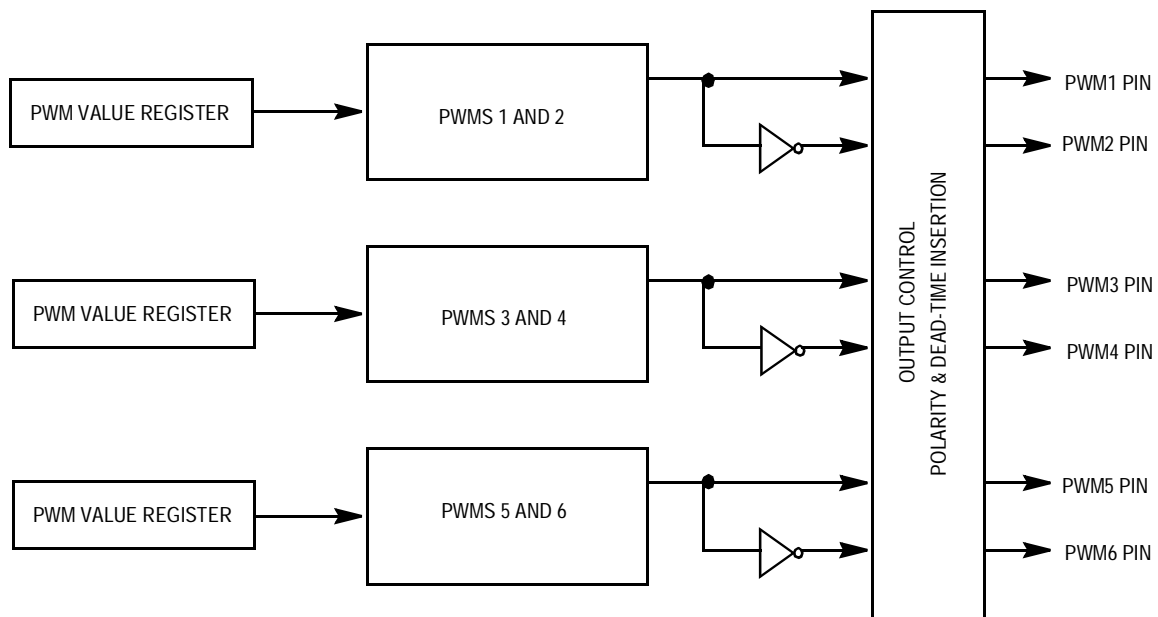 PWM VALUE REGISTER
PWMS 1 AND 2
PWM1 PIN
PWM2 PIN
PWM VALUE REGISTER
PWMS 3 AND 4
PWM3 PIN
PWM4 PIN
PWM VALUE REGISTER
PWMS 5 AND 6
PWM5 PIN
PWM6 PIN
OUTPUT CONTROL
POLARITY & DEAD-TIME INSERTION